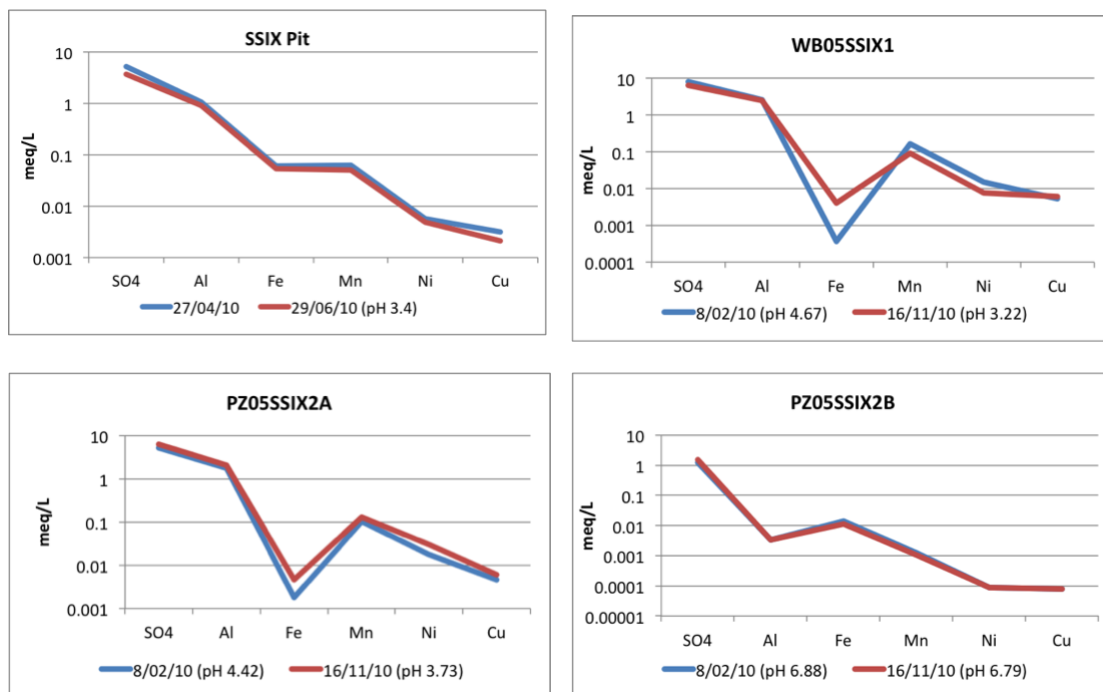 SSIX Pit
10
1
0.1
0.01
0.001
meq/L
SO4 Al Fe Mn Ni Cu
27/04/10 29/06/10 (pH 3.4)
WB05SSIX1
10
1
0.1
0.01
0.001
0.0001
meq/L
SO4 Al Fe Mn Ni Cu
8/02/10 (pH 4.67) 16/11/10 (pH 3.22)
PZ05SSIX2A
10
1
0.1
0.01
0.001
meq/L
SO4 Al Fe Mn Ni Cu
8/02/10 (pH 4.42) 16/11/10 (pH 3.73)
PZ05SSIX2B
10
1
0.1
0.01
0.001
0.0001
0.00001
meq/L
SO4 Al Fe Mn Ni Cu
8/02/10 (pH 6.88) 16/11/10 (pH 6.79)